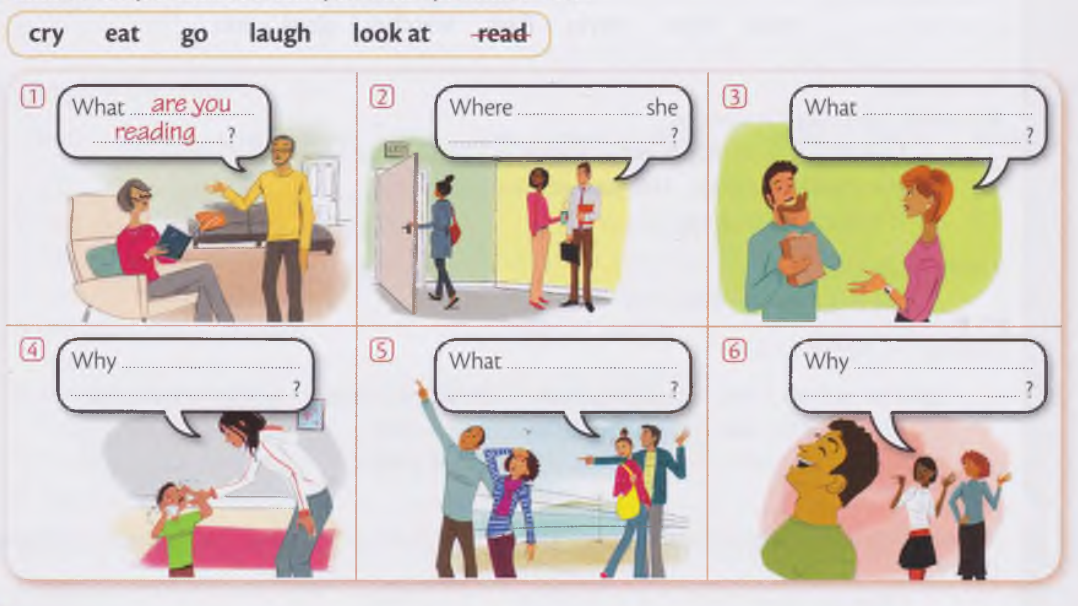 cry eat go laugh look at read
1
What are you
reading ?
2
Where ........................ she
........................ ?
3
What ........................
........................ ?
4
Why ........................
........................ ?
5
What ........................
........................ ?
6
Why ........................
........................ ?